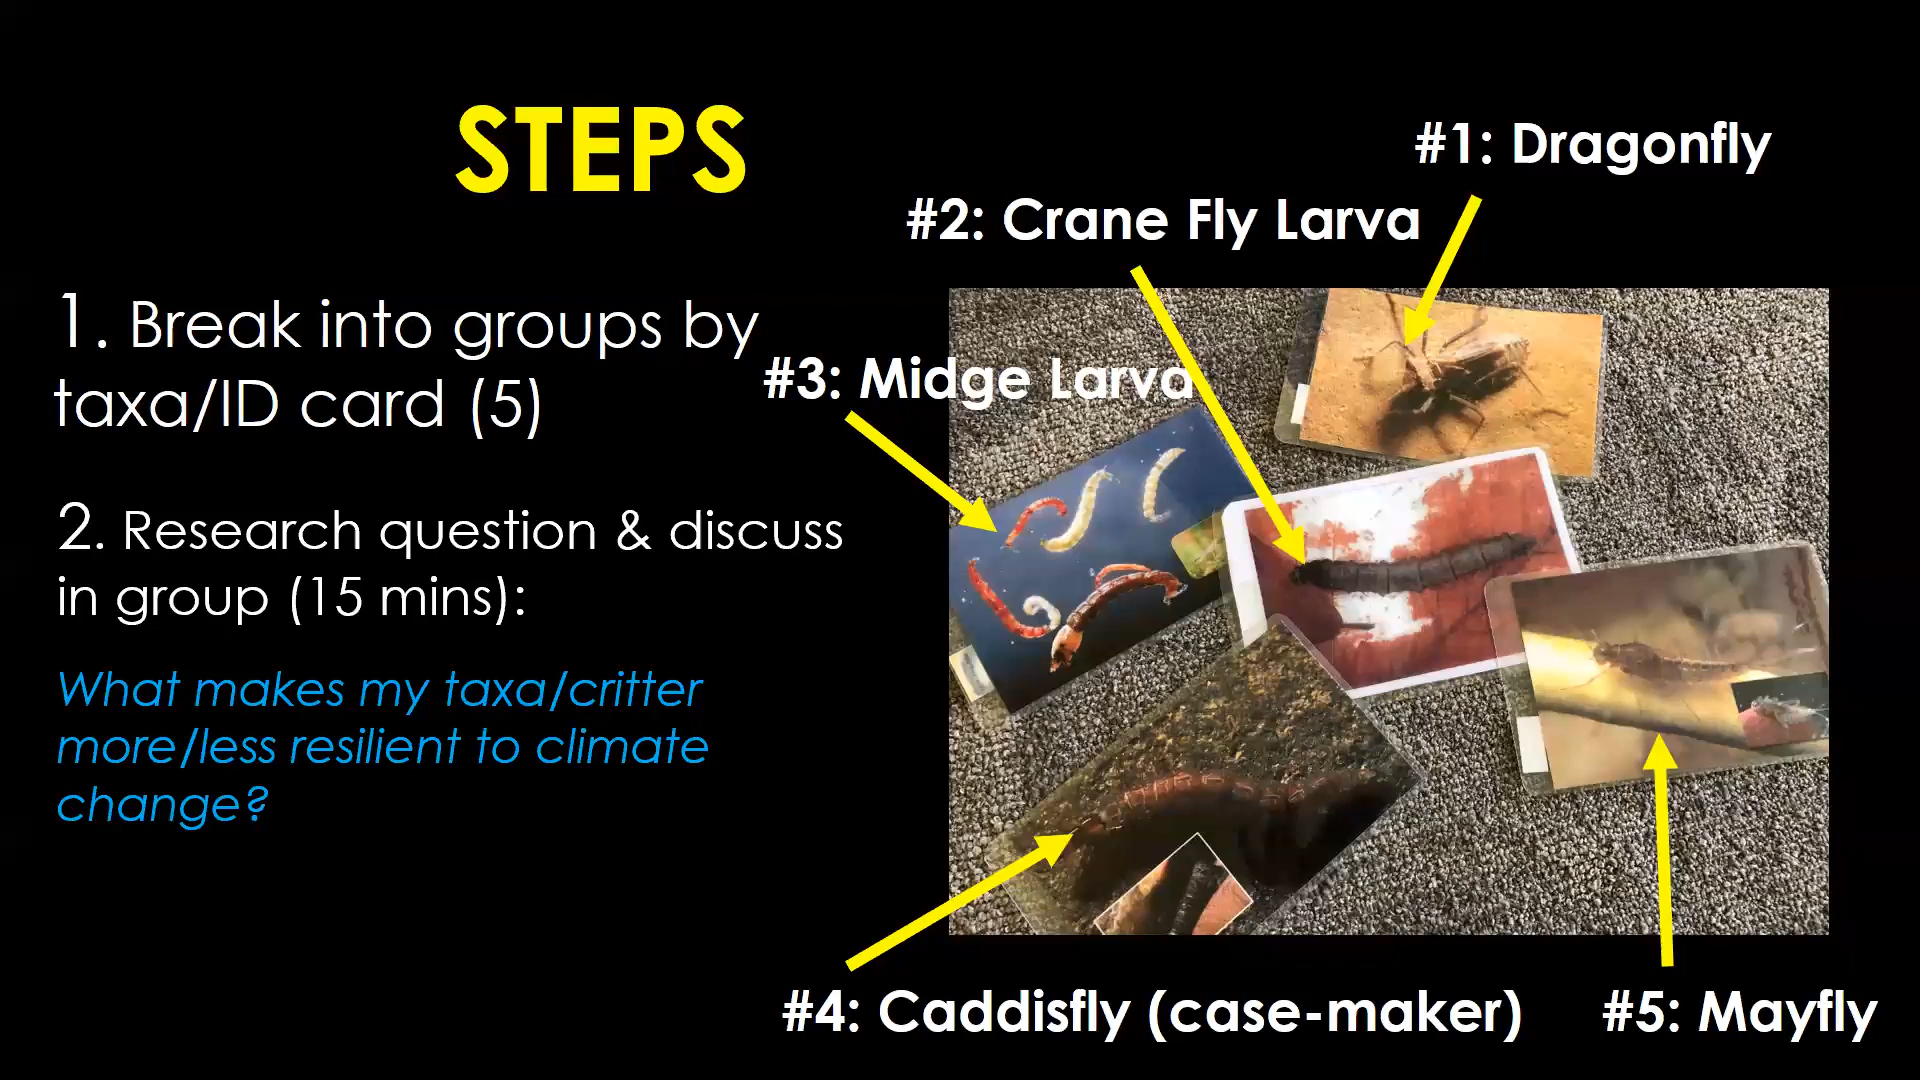 STEPS
1. Break into groups by
taxa/ID card (5)
2. Research question & discuss
in group (15 mins):
What makes my taxa/critter
more/less resilient to climate
change?
#1: Dragonfly
#2: Crane Fly Larva
#3: Midge Larva
#4: Caddisfly (case-maker)
#5: Mayfly